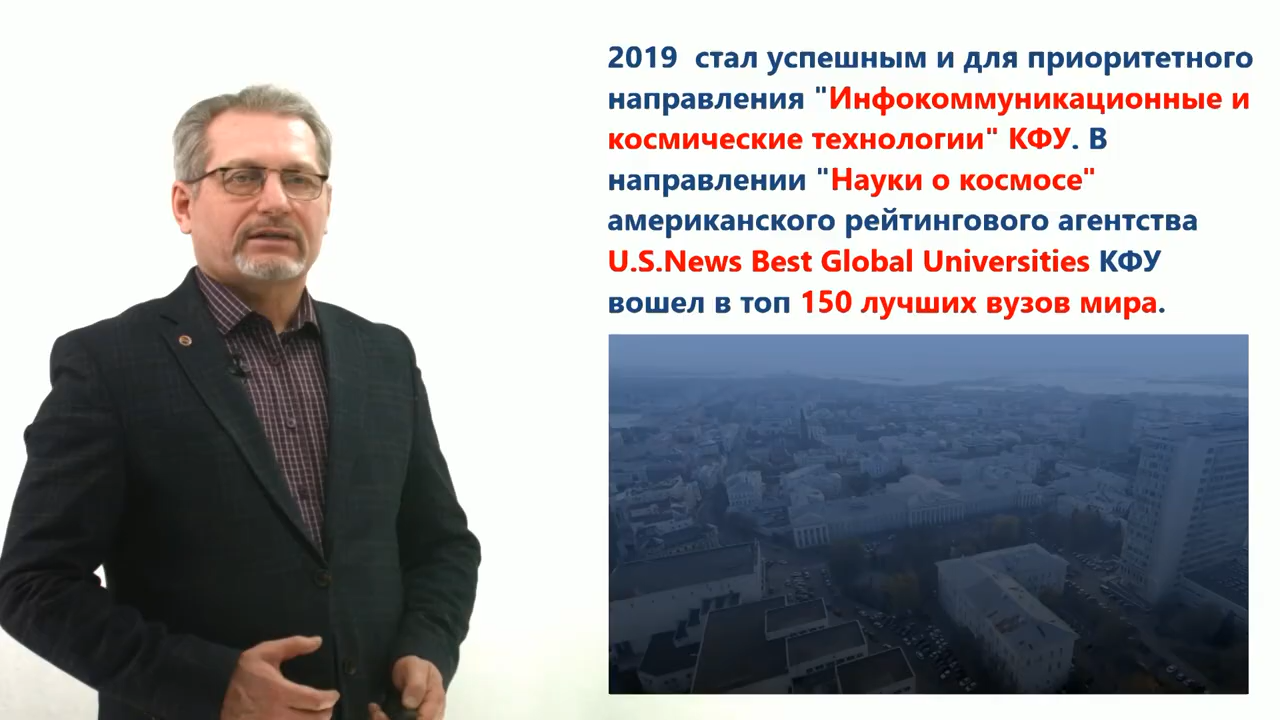 2019 стал успешным и для приоритетного
направления "Инфокоммуникационные и
космические технологии" КФУ. В
направлении "Науки о космосе"
американского рейтингового агентства
U.S.News Best Global Universities КФУ
вошел в топ 150 лучших вузов мира.